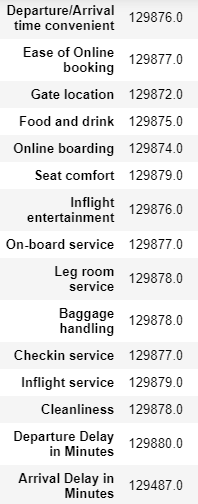 Departure/Arrival
time convenient 129876.0
Ease of Online
booking 129877.0
Gate location 129872.0
Food and drink 129875.0
Online boarding 129874.0
Seat comfort 129879.0
Inflight
entertainment 129876.0
On-board service 129877.0
Leg room
service 129878.0
Baggage
handling 129878.0
Checkin service 129877.0
Inflight service 129879.0
Cleanliness 129878.0
Departure Delay
in Minutes 129880.0
Arrival Delay in
Minutes 129487.0